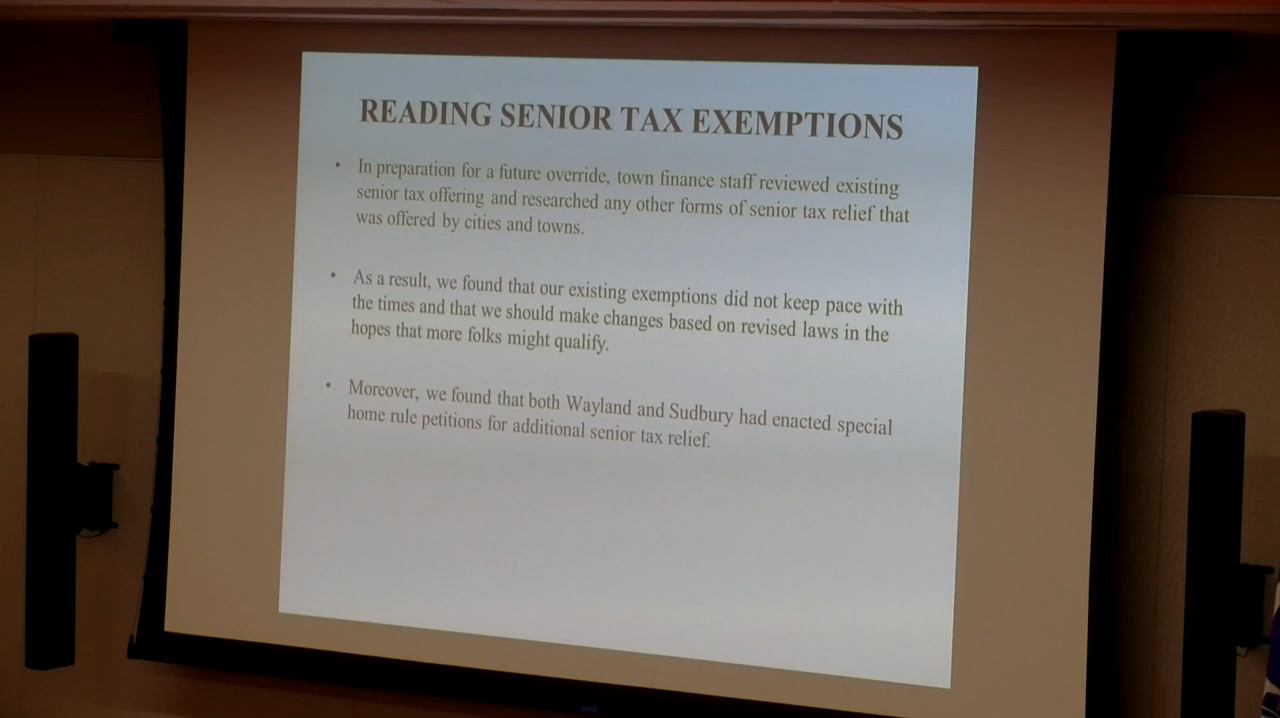 READING SENIOR TAX EXEMPTIONS
• In preparation for a future override, town finance staff reviewed existing
senior tax offering and researched any other forms of senior tax relief that
was offered by cities and towns.
• As a result, we found that our existing exemptions did not keep pace with
the times and that we should make changes based on revised laws in the
hopes that more folks might qualify.
• Moreover, we found that both Wayland and Sudbury had enacted special
home rule petitions for additional senior tax relief.